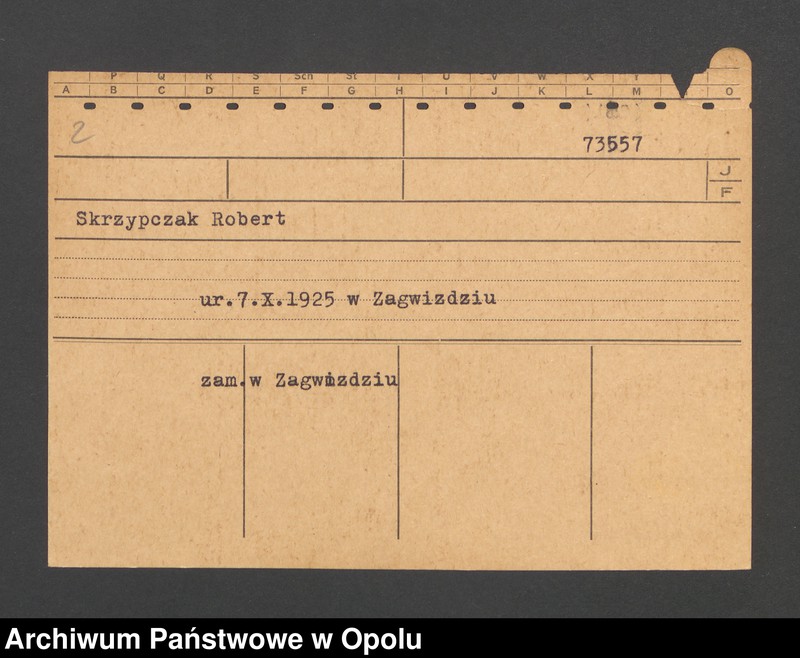 P Q R S Sch St T U V W X Y
A B C D E F G H I J K L M O
2
73557
J
F
Skrzypczak Robert
ur.7.X.1925 w Zagwizdziu
zam.w Zagwizdziu
Archiwum Państwowe w Opolu